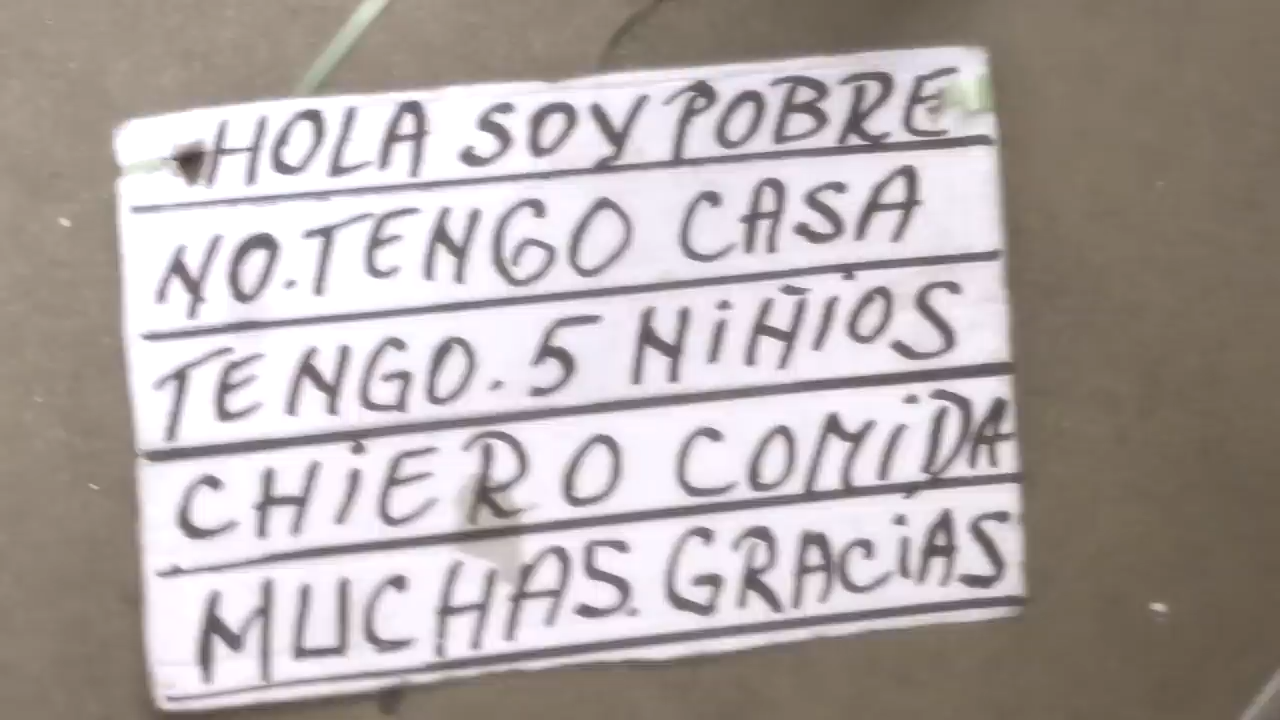 HOLA SOY POBRE
NO.TENGO CASA
TENGO.5 NiÑiOS
CHiERO COMiDA
MUCHAS.GRACiAS